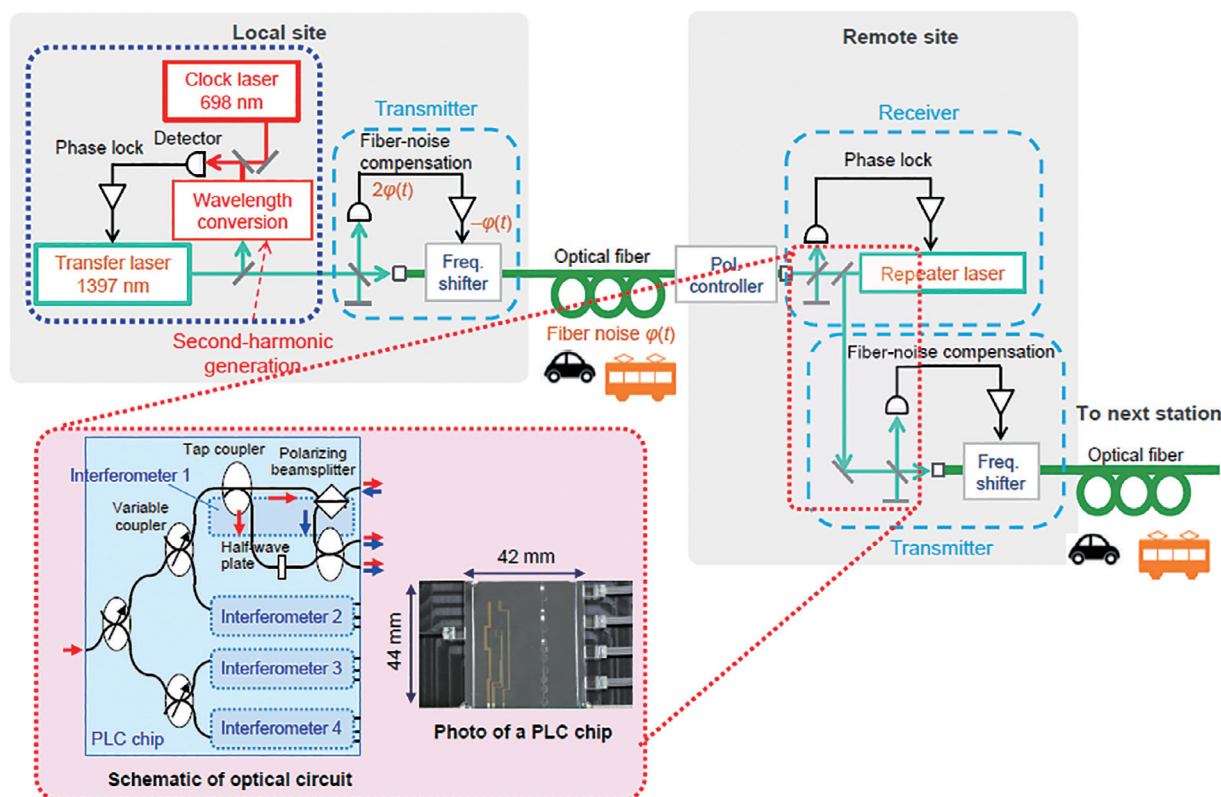 Local site
Clock laser
698 nm
Detector
Phase lock
Wavelength
conversion
Transfer laser
1397 nm
Second-harmonic
generation
Transmitter
Fiber-noise
compensation
2φ(t)
–φ(t)
Freq.
shifter
Optical fiber
Fiber noise φ(t)
Pol.
controller
Remote site
Receiver
Phase lock
Repeater laser
Fiber-noise compensation
Freq.
shifter
Transmitter
To next station
Optical fiber
Tap coupler
Polarizing
beamsplitter
Interferometer 1
Variable
coupler
Half-wave
plate
Interferometer 2
Interferometer 3
Interferometer 4
PLC chip
Schematic of optical circuit
42 mm
44 mm
Photo of a PLC chip